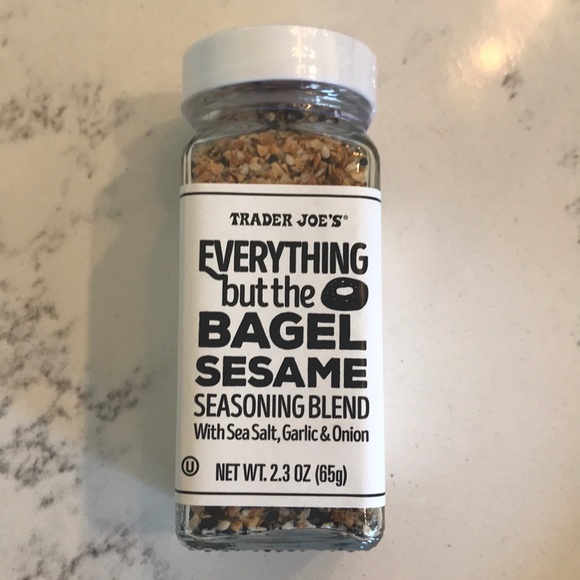 TRADER JOE'S®
EVERYTHING
but the
BAGEL
SESAME
SEASONING BLEND
With Sea Salt, Garlic & Onion
U
NET WT. 2.3 OZ (65g)